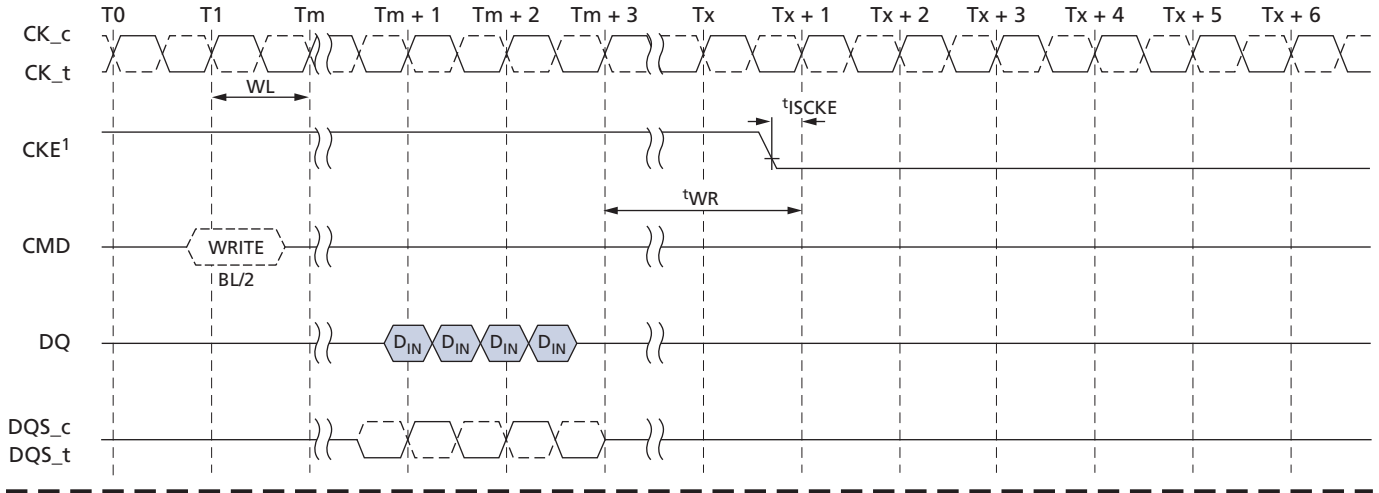 T0 T1 Tm Tm + 1 Tm + 2 Tm + 3 Tx Tx + 1 Tx + 2 Tx + 3 Tx + 4 Tx + 5 Tx + 6
CK_c
CK_t
WL
tISCKE
CKE1
tWR
CMD WRITE
BL/2
DQ DIN DIN DIN DIN
DQS_c
DQS_t